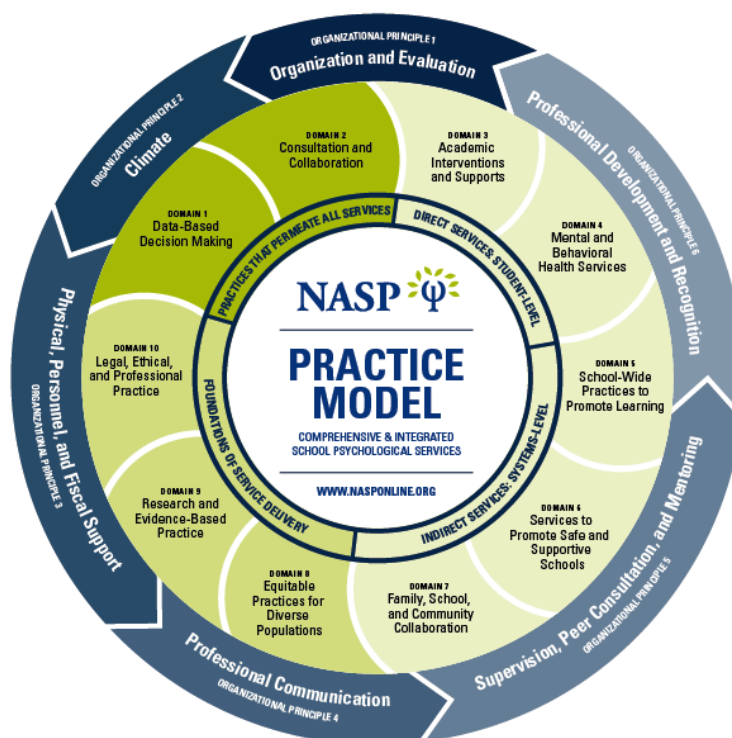 ORGANIZATIONAL PRINCIPLE 1
Organization and Evaluation
ORGANIZATIONAL PRINCIPLE 2
Climate
ORGANIZATIONAL PRINCIPLE 6
Professional Development and Recognition
Physical, Personnel, and Fiscal Support
ORGANIZATIONAL PRINCIPLE 3
Supervision, Peer Consultation, and Mentoring
ORGANIZATIONAL PRINCIPLE 5
Professional Communication
ORGANIZATIONAL PRINCIPLE 4
DOMAIN 1
Data-Based
Decision Making
DOMAIN 2
Consultation and
Collaboration
DOMAIN 3
Academic
Interventions
and Supports
DOMAIN 4
Mental and
Behavioral
Health Services
DOMAIN 5
School-Wide
Practices to
Promote Learning
DOMAIN 6
Services to
Promote Safe and
Supportive
Schools
DOMAIN 7
Family, School,
and Community
Collaboration
DOMAIN 8
Equitable
Practices for
Diverse
Populations
DOMAIN 9
Research and
Evidence-Based
Practice
DOMAIN 10
Legal, Ethical,
and Professional
Practice
PRACTICES THAT PERMEATE ALL SERVICES
DIRECT SERVICES: STUDENT-LEVEL
INDIRECT SERVICES: SYSTEMS-LEVEL
FOUNDATIONS OF SERVICE DELIVERY
NASP ψ
PRACTICE
MODEL
COMPREHENSIVE & INTEGRATED
SCHOOL PSYCHOLOGICAL SERVICES
WWW.NASPONLINE.ORG